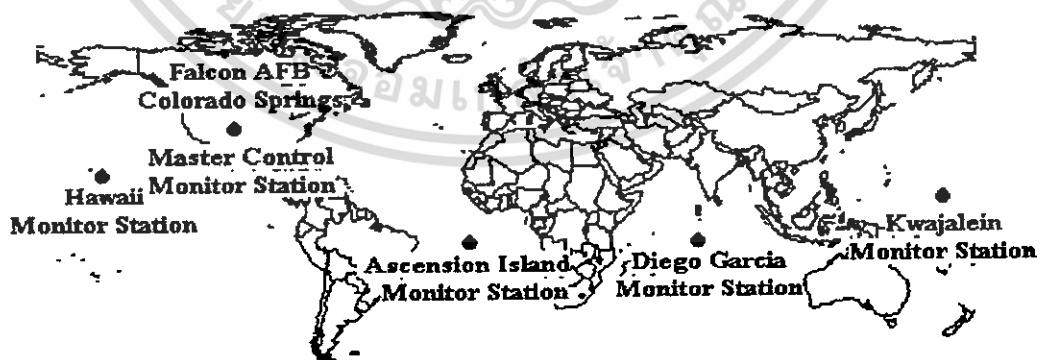 Falcon AFB
Colorado Springs
Master Control
Monitor Station
Hawaii
Monitor Station
Ascension Island
Monitor Station
Diego Garcia
Monitor Station
Kwajalein
Monitor Station